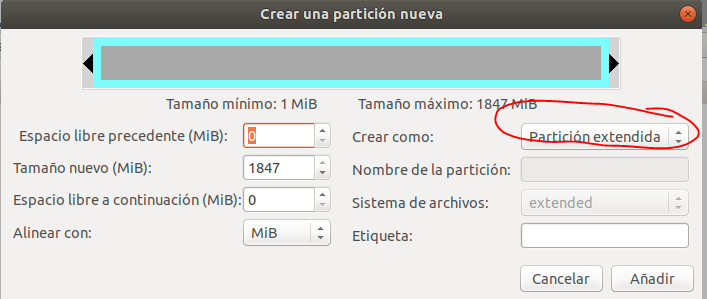 Crear una partición nueva
Tamaño mínimo: 1 MiB Tamaño máximo: 1847 MiB
Espacio libre precedente (MiB): 0 Crear como: Partición extendida
Tamaño nuevo (MiB): 1847 Nombre de la partición:
Espacio libre a continuación (MiB): 0 Sistema de archivos: extended
Alinear con: MiB Etiqueta:
Cancelar Añadir